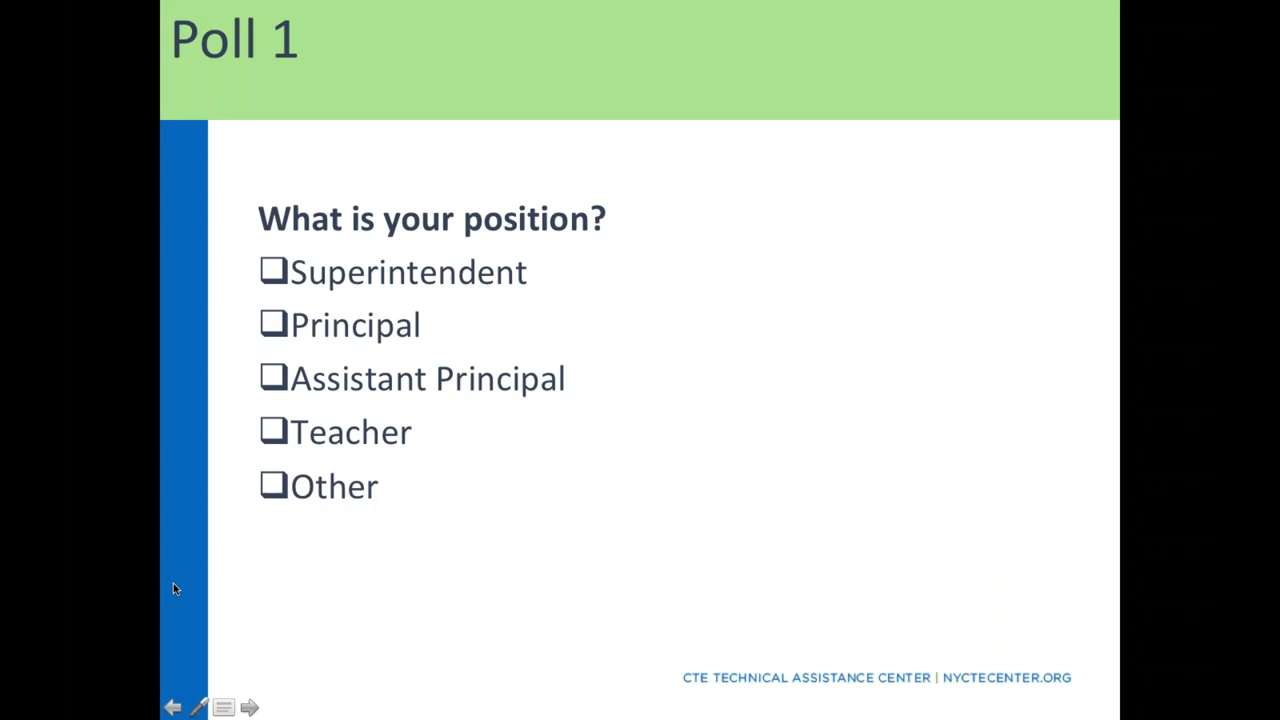 Poll 1
What is your position?
❑Superintendent
❑Principal
❑Assistant Principal
❑Teacher
❑Other
CTE TECHNICAL ASSISTANCE CENTER | NYCTECENTER.ORG